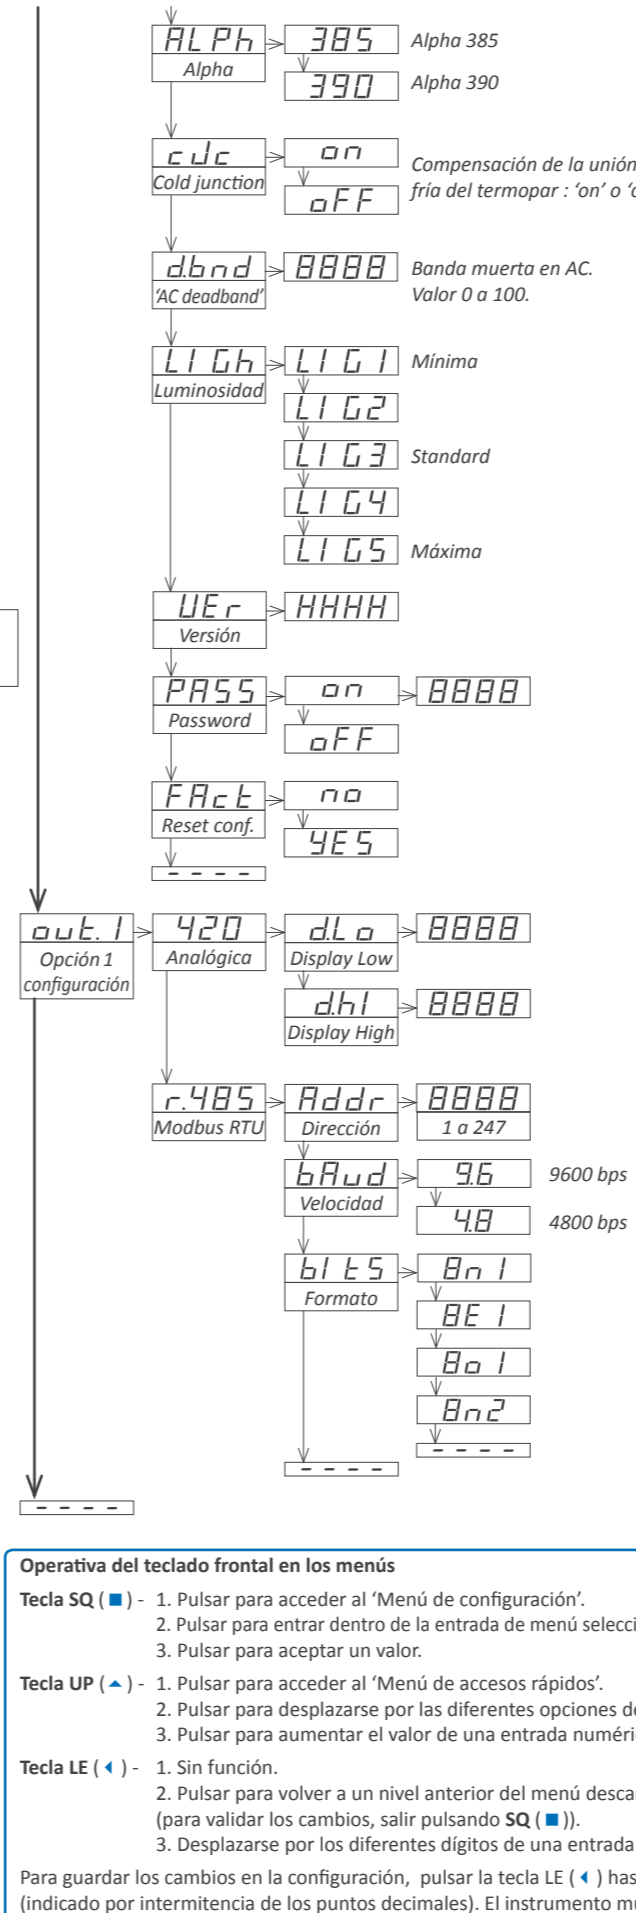 ALPh 385 Alpha 385
Alpha
390 Alpha 390
cJc on
Cold junction
Compensación de la unión
oFF fría del termopar : ‘on’ o ‘
d.bnd 8888 Banda muerta en AC.
‘AC deadband’ Valor 0 a 100.
LIGh LIG1 Mínima
Luminosidad
LIG2
LIG3 Standard
LIG4
LIG5 Máxima
VEr HHHH
Versión
PASS on 8888
Password
oFF
FAct no
Reset conf.
YES
- - - -
out.1 420 d.Lo 8888
Opción 1 Analógica Display Low
configuración
d.hI 8888
Display High
r.485 Addr 8888
Modbus RTU Dirección 1 a 247
bAud 9.6 9600 bps
Velocidad
4.8 4800 bps
bItS 8n1
Formato
8E1
8o1
8n2
- - - -
- - - -
- - - -
Operativa del teclado frontal en los menús
Tecla SQ ( ■ ) - 1. Pulsar para acceder al ‘Menú de configuración’.
2. Pulsar para entrar dentro de la entrada de menú selecci
3. Pulsar para aceptar un valor.
Tecla UP ( ▲ ) - 1. Pulsar para acceder al ‘Menú de accesos rápidos’.
2. Pulsar para desplazarse por las diferentes opciones d
3. Pulsar para aumentar el valor de una entrada numéri
Tecla LE ( ◀ ) - 1. Sin función.
2. Pulsar para volver a un nivel anterior del menú desca
(para validar los cambios, salir pulsando SQ ( ■ )).
3. Desplazarse por los diferentes dígitos de una entrada
Para guardar los cambios en la configuración, pulsar la tecla LE ( ◀ ) has
(indicado por intermitencia de los puntos decimales). El instrumento m